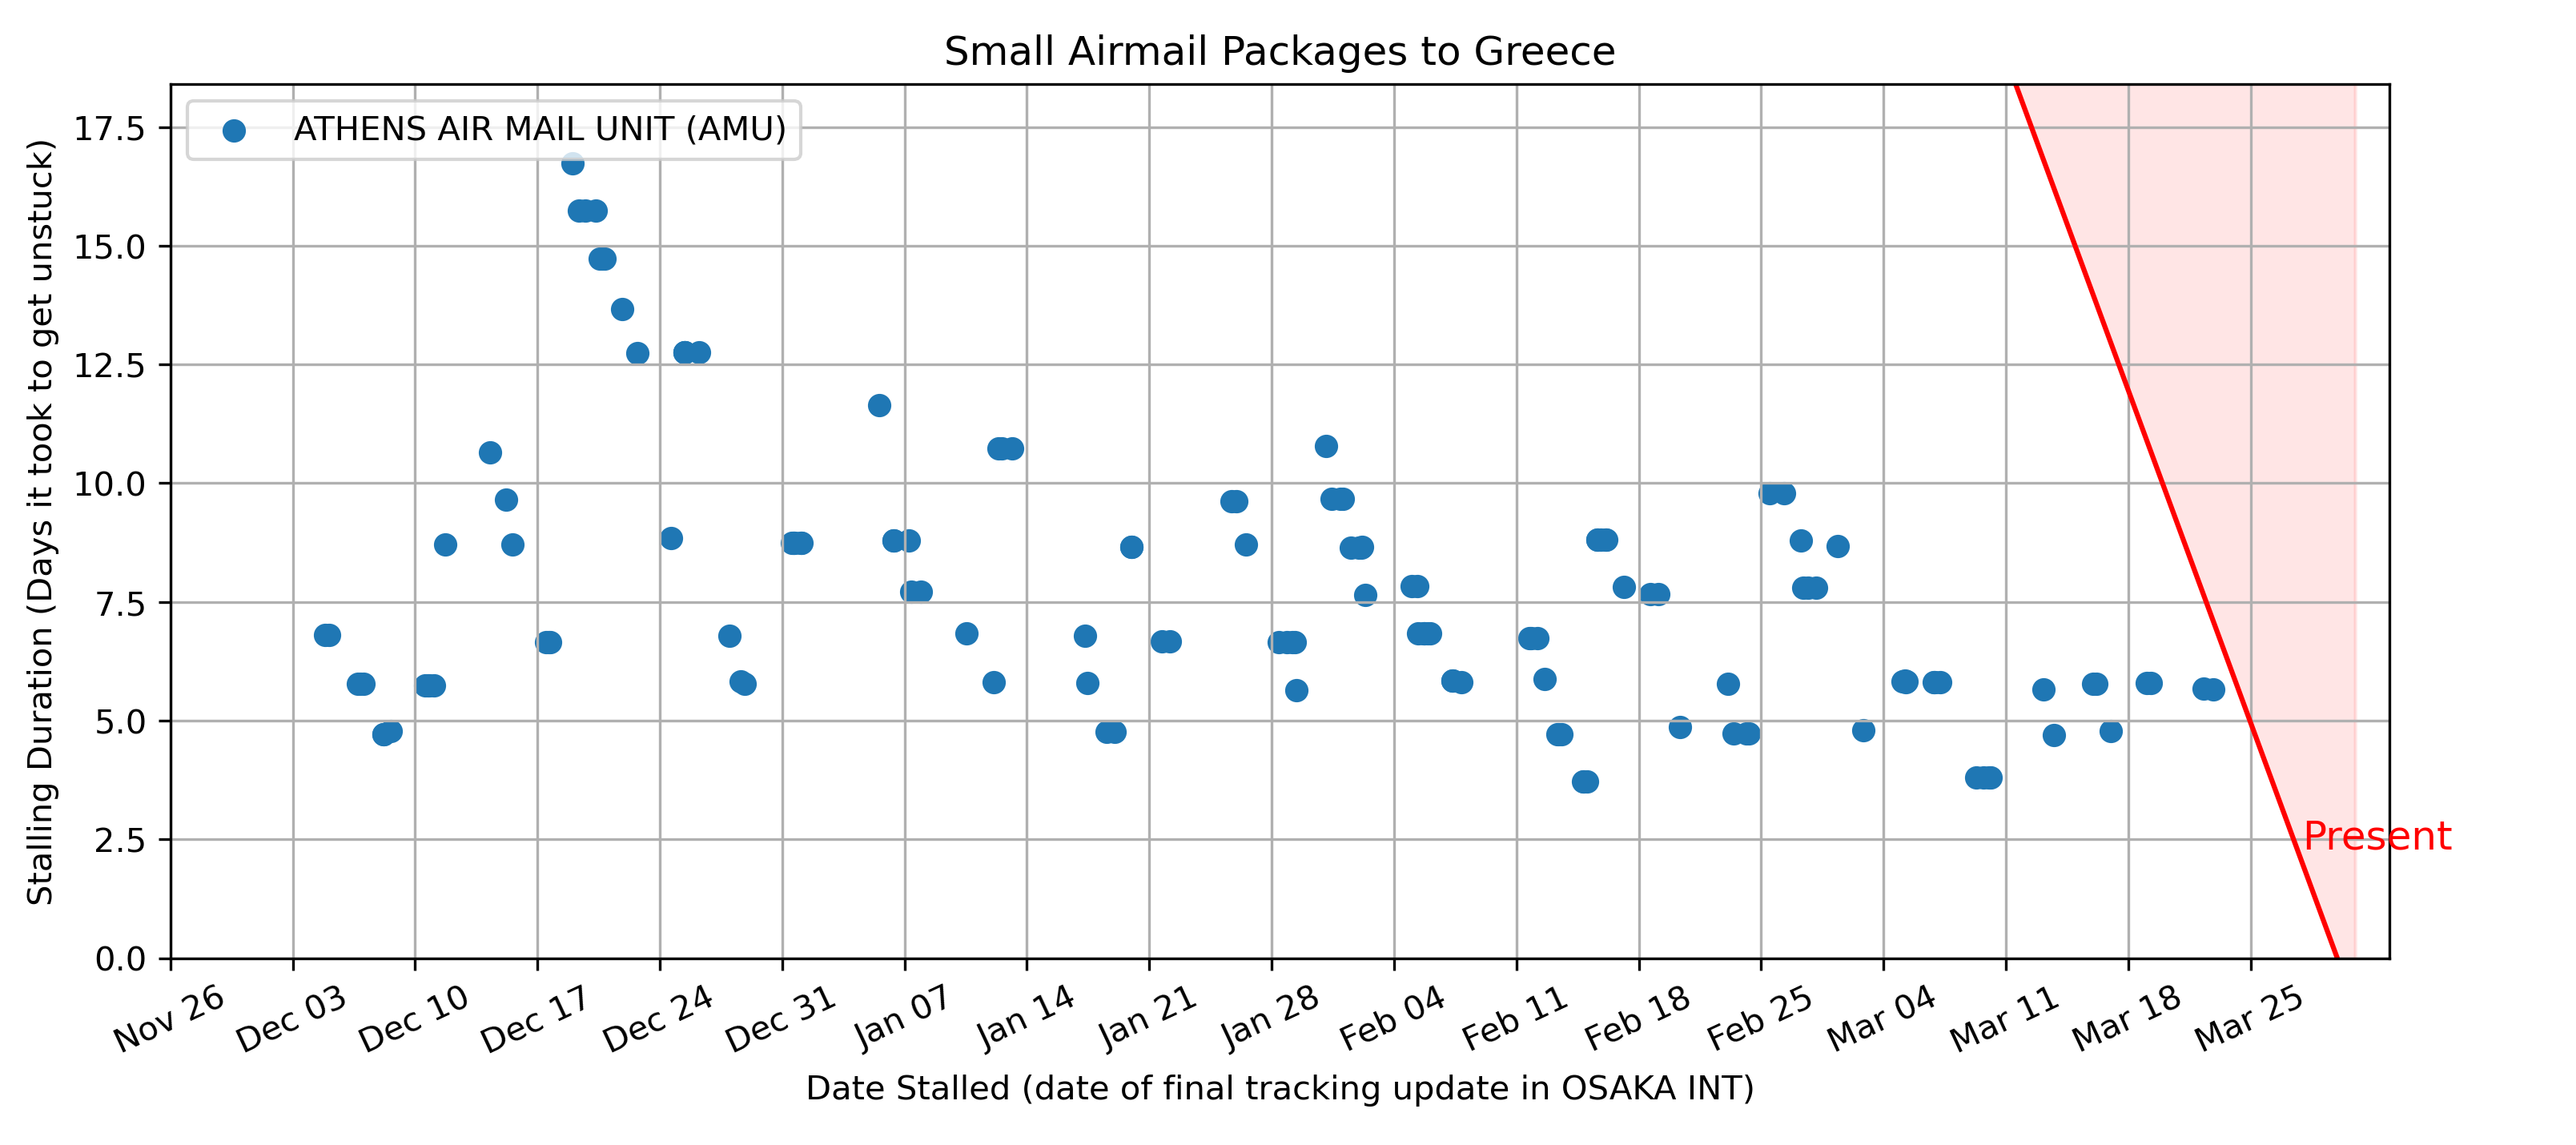 Small Airmail Packages to Greece
ATHENS AIR MAIL UNIT (AMU)
Stalling Duration (Days it took to get unstuck)
17.5
15.0
12.5
10.0
7.5
5.0
2.5
0.0
Present
Nov 26
Dec 03
Dec 10
Dec 17
Dec 24
Dec 31
Jan 07
Jan 14
Jan 21
Jan 28
Feb 04
Feb 11
Feb 18
Feb 25
Mar 04
Mar 11
Mar 18
Mar 25
Date Stalled (date of final tracking update in OSAKA INT)